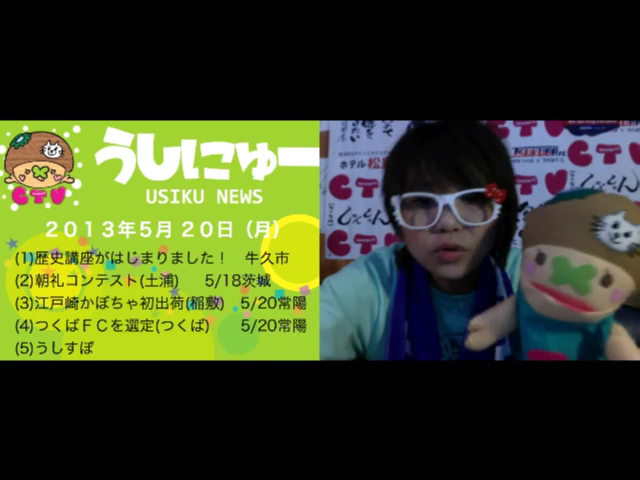 うしにゅー
USIKU NEWS
CTV
2013年5月20日（月）
(1)歴史講座がはじまりました！ 牛久市
(2)朝礼コンテスト(土浦) 5/18茨城
(3)江戸崎かぼちゃ初出荷(稲敷) 5/20常陽
(4)つくばＦＣを選定(つくば) 5/20常陽
(5)うしすぽ
ホテル
CTV